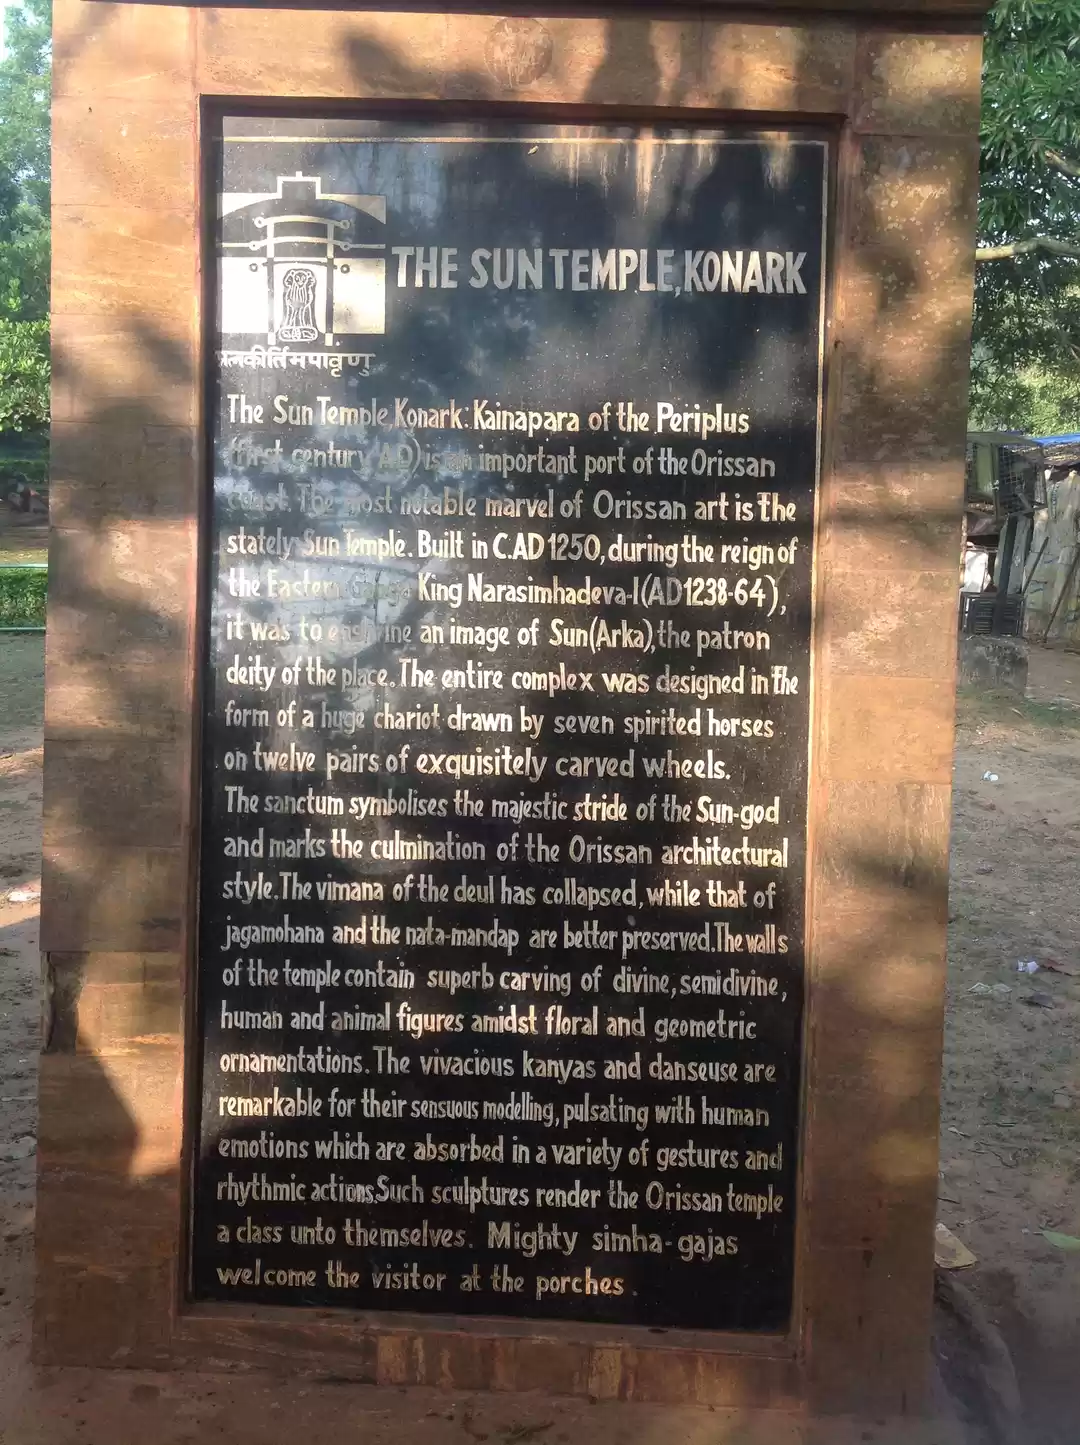 THE SUN TEMPLE, KONARK
प्रत्नकीर्तिमपावृणु
The Sun Temple, Konark: Kainapara of the Periplus
(first century AD) is an important port of the Orissan
coast. The most notable marvel of Orissan art is the
stately Sun Temple. Built in C.AD 1250, during the reign of
the Eastern Ganga King Narasimhadeva-I (AD 1238-64),
it was to enshrine an image of Sun (Arka), the patron
deity of the place. The entire complex was designed in the
form of a huge chariot drawn by seven spirited horses
on twelve pairs of exquisitely carved wheels.
The sanctum symbolises the majestic stride of the Sun-god
and marks the culmination of the Orissan architectural
style. The vimana of the deul has collapsed, while that of
jagamohana and the nata-mandap are better preserved. The walls
of the temple contain superb carving of divine, semidivine,
human and animal figures amidst floral and geometric
ornamentations. The vivacious kanyas and danseuse are
remarkable for their sensuous modelling, pulsating with human
emotions which are absorbed in a variety of gestures and
rhythmic actions. Such sculptures render the Orissan temple
a class unto themselves. Mighty simha-gajas
welcome the visitor at the porches.